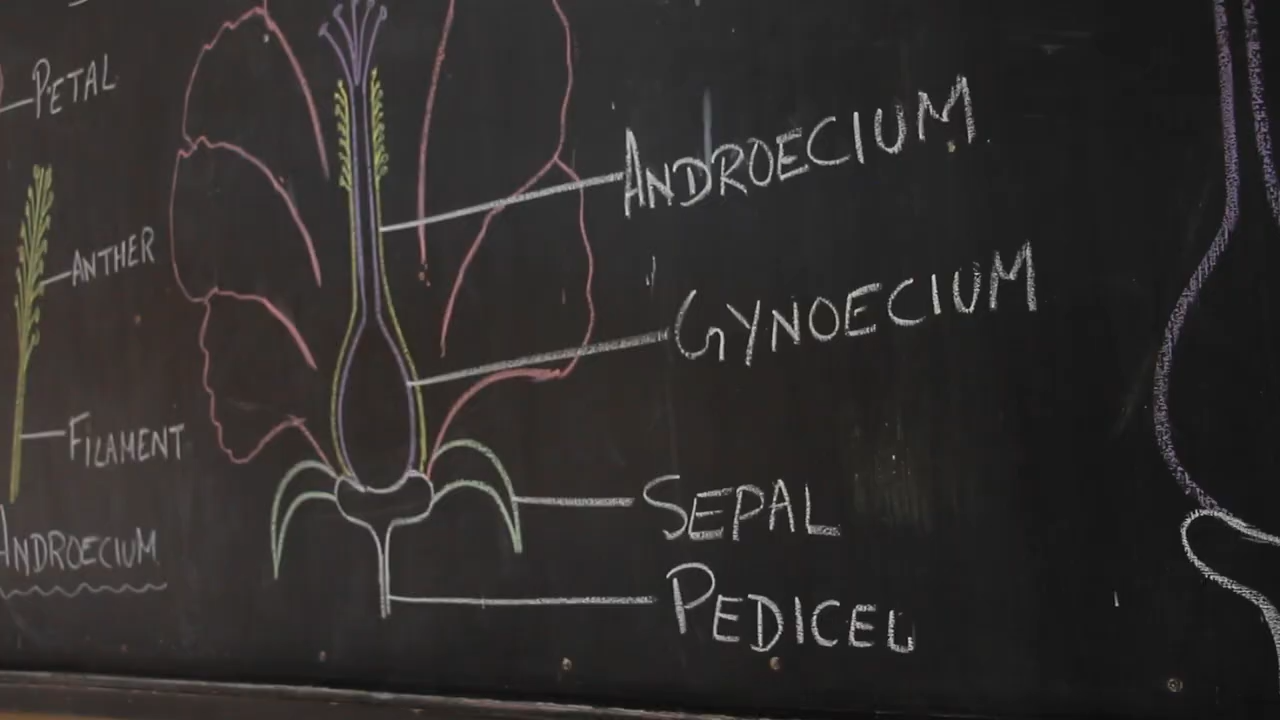 PETAL
ANTHER
FILAMENT
ANDROECIUM
ANDROECIUM
GYNOECIUM
SEPAL
PEDICEL